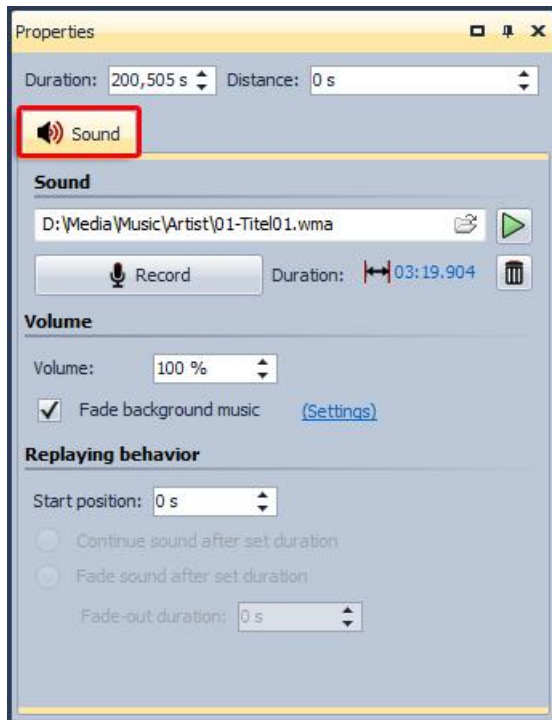 Properties
Duration: 200,505 s Distance: 0 s
Sound
Sound
D:\Media\Music\Artist\01-Titel01.wma
Record Duration: 03:19.904
Volume
Volume: 100 %
Fade background music (Settings)
Replaying behavior
Start position: 0 s
Continue sound after set duration
Fade sound after set duration
Fade-out duration: 0 s